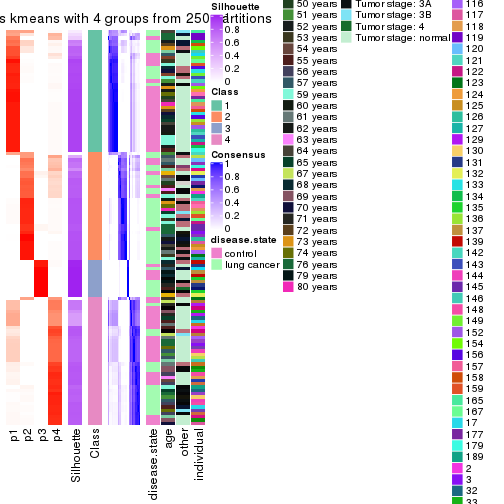 s kmeans with 4 groups from 250
artitions
Silhouette
1
0.8
0.6
0.4
0.2
0
Class
1
2
3
4
Consensus
1
0.8
0.6
0.4
0.2
0
disease.state
control
lung cancer
50 years
51 years
52 years
53 years
54 years
55 years
56 years
57 years
59 years
60 years
61 years
62 years
63 years
64 years
65 years
67 years
68 years
69 years
70 years
71 years
72 years
73 years
74 years
76 years
79 years
80 years
Tumor stage: 3A
Tumor stage: 3B
Tumor stage: 4
Tumor stage: normal
116
117
118
119
120
121
122
123
124
125
126
127
129
130
131
132
133
134
135
136
137
139
142
143
144
145
146
148
149
152
154
156
157
158
159
165
167
17
177
179
189
2
3
32
33
p1
p2
p3
p4
Silhouette
Class
disease.state
age
other
individual